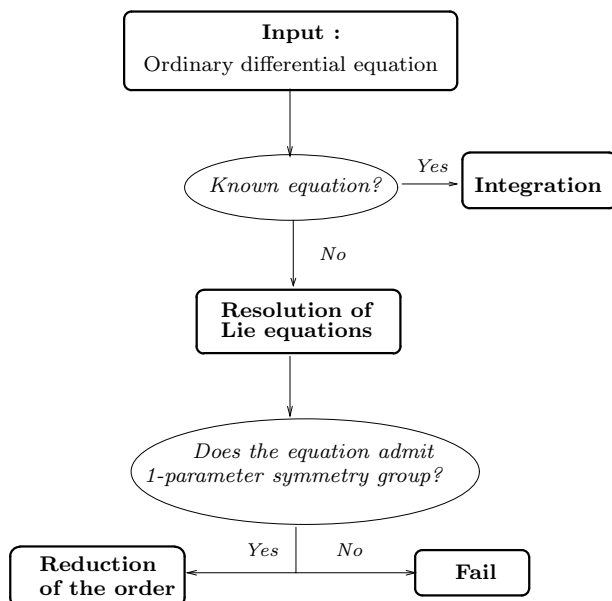 Input :
Ordinary differential equation
Known equation?
Yes
Integration
No
Resolution of
Lie equations
Does the equation admit
1-parameter symmetry group?
Yes
No
Reduction
of the order
Fail